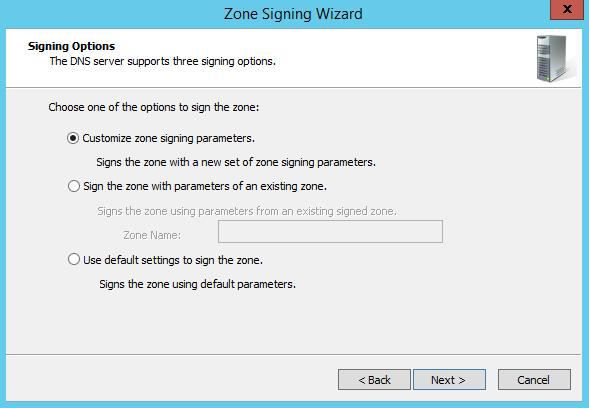 Zone Signing Wizard
x
Signing Options
The DNS server supports three signing options.
Choose one of the options to sign the zone:
Customize zone signing parameters.
Signs the zone with a new set of zone signing parameters.
Sign the zone with parameters of an existing zone.
Signs the zone using parameters from an existing signed zone.
Zone Name:
Use default settings to sign the zone.
Signs the zone using default parameters.
< Back Next > Cancel